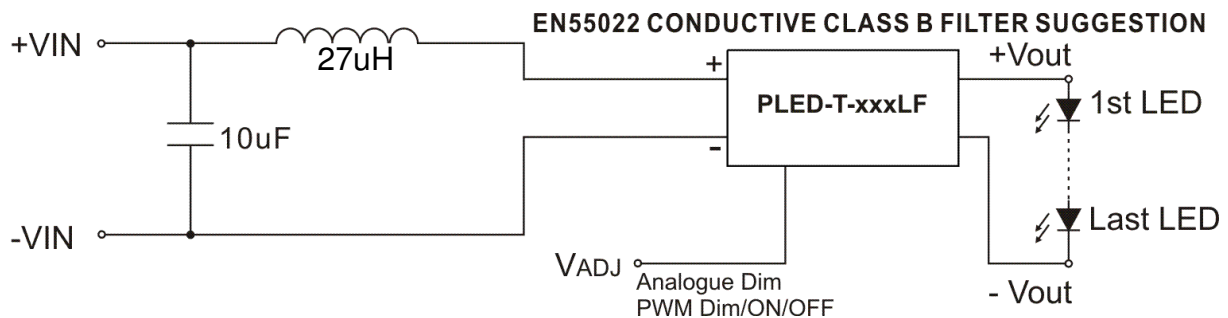 EN55022 CONDUCTIVE CLASS B FILTER SUGGESTION
+VIN
27uH
+
+Vout
PLED-T-xxxLF
1st LED
10uF
-
Last LED
-VIN
VADJ
Analogue Dim
PWM Dim/ON/OFF
- Vout